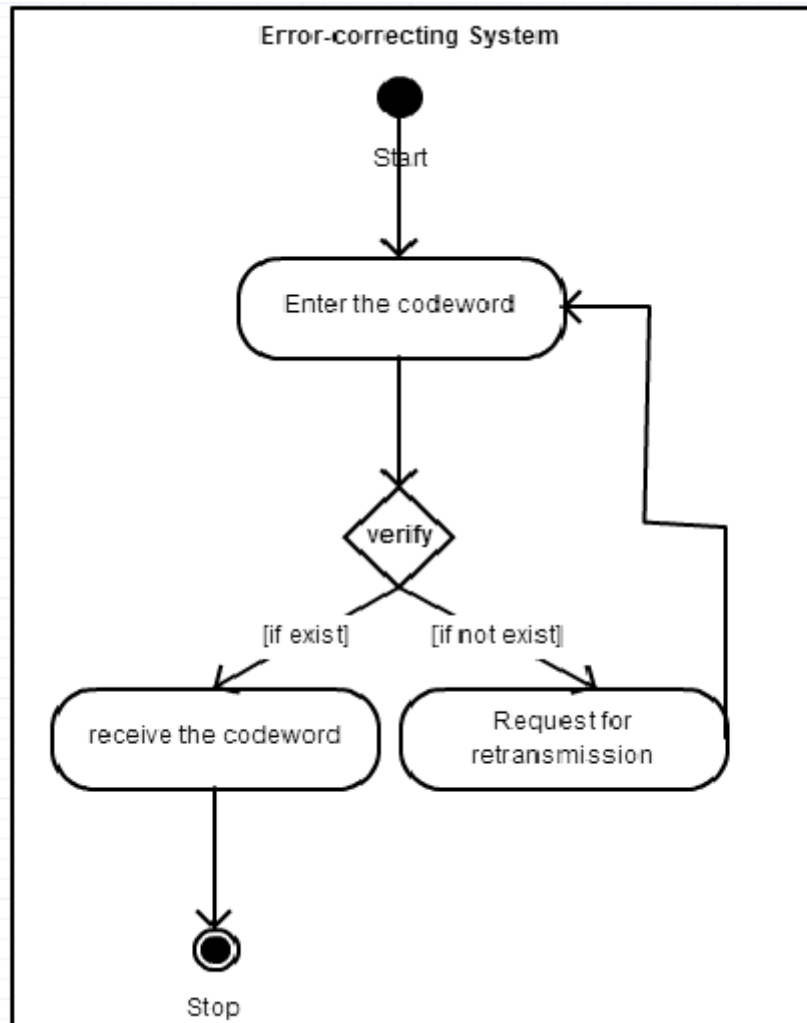 Error-correcting System
Start
Enter the codeword
verify
[if exist]
[if not exist]
receive the codeword
Request for
retransmission
Stop